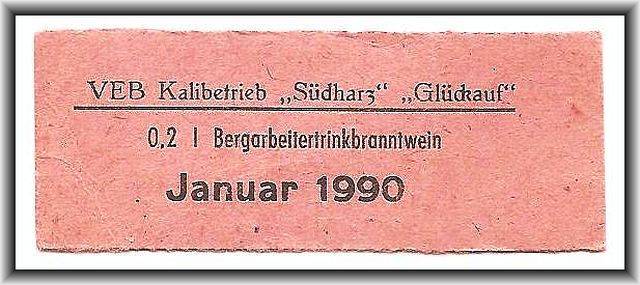 VEB Kalibetrieb „Südharz“ „Glückauf“
0,2 l Bergarbeitertrinkbranntwein
Januar 1990